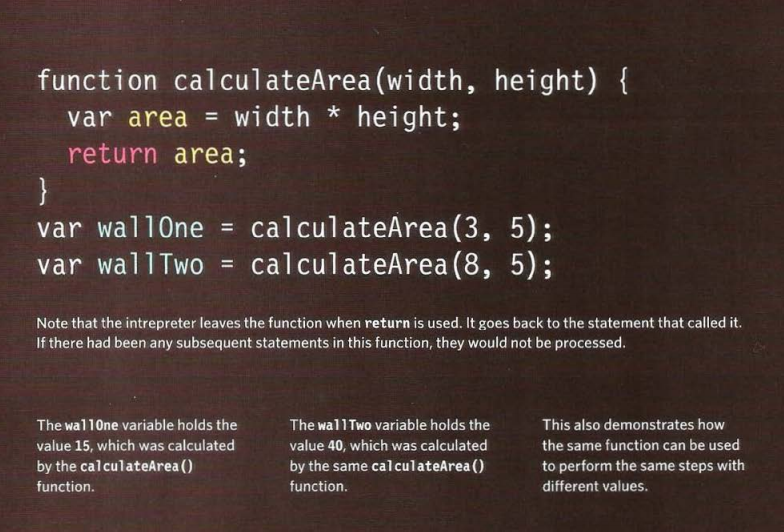 function calculateArea(width, height) {
  var area = width * height;
  return area;
}
var wallOne = calculateArea(3, 5);
var wallTwo = calculateArea(8, 5);
Note that the intrepreter leaves the function when return is used. It goes back to the statement that called it.
If there had been any subsequent statements in this function, they would not be processed.
The wallOne variable holds the
value 15, which was calculated
by the calculateArea()
function.
The wallTwo variable holds the
value 40, which was calculated
by the same calculateArea()
function.
This also demonstrates how
the same function can be used
to perform the same steps with
different values.